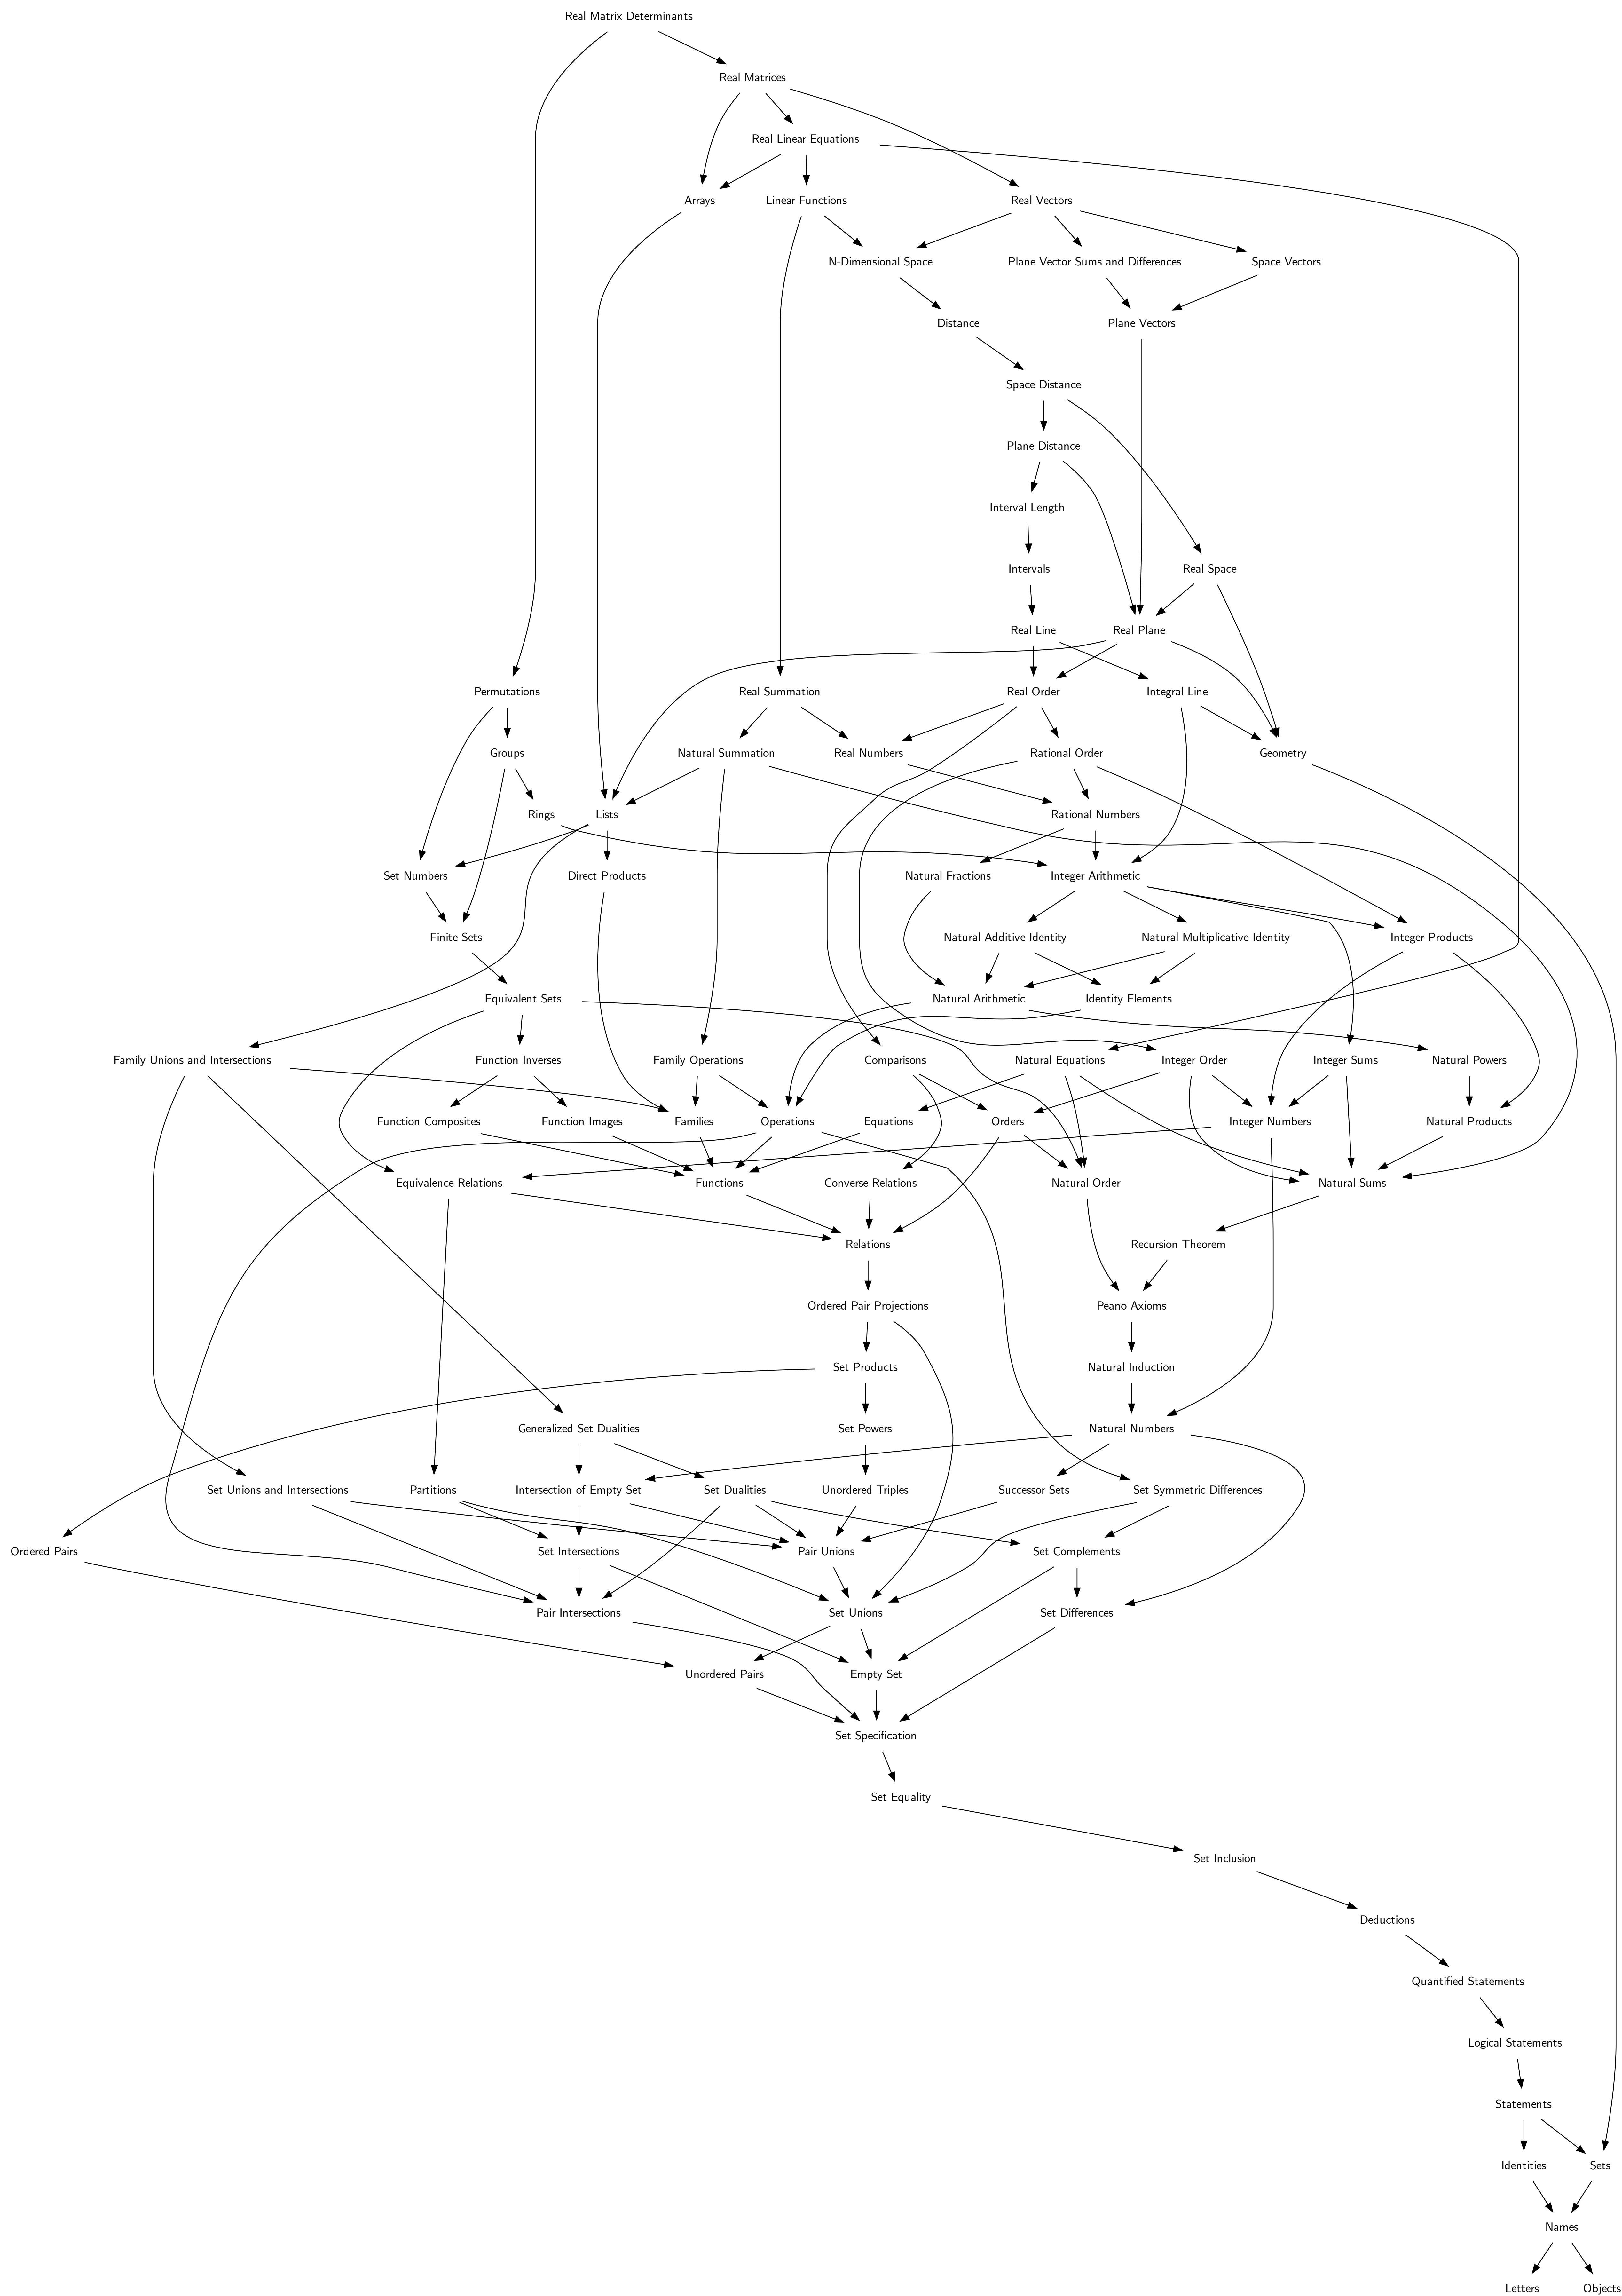 Real Matrix Determinants
Real Matrices
Real Linear Equations
Arrays
Linear Functions
Real Vectors
N-Dimensional Space
Plane Vector Sums and Differences
Space Vectors
Distance
Plane Vectors
Space Distance
Plane Distance
Interval Length
Intervals
Real Space
Real Line
Real Plane
Permutations
Real Summation
Real Order
Integral Line
Groups
Natural Summation
Real Numbers
Rational Order
Geometry
Rings
Lists
Rational Numbers
Set Numbers
Direct Products
Natural Fractions
Integer Arithmetic
Finite Sets
Natural Additive Identity
Natural Multiplicative Identity
Integer Products
Equivalent Sets
Natural Arithmetic
Identity Elements
Family Unions and Intersections
Function Inverses
Family Operations
Comparisons
Natural Equations
Integer Order
Integer Sums
Natural Powers
Function Composites
Function Images
Families
Operations
Equations
Orders
Integer Numbers
Natural Products
Equivalence Relations
Functions
Converse Relations
Natural Order
Natural Sums
Relations
Recursion Theorem
Ordered Pair Projections
Peano Axioms
Set Products
Natural Induction
Generalized Set Dualities
Set Powers
Natural Numbers
Set Unions and Intersections
Partitions
Intersection of Empty Set
Set Dualities
Unordered Triples
Successor Sets
Set Symmetric Differences
Ordered Pairs
Set Intersections
Pair Unions
Set Complements
Pair Intersections
Set Unions
Set Differences
Unordered Pairs
Empty Set
Set Specification
Set Equality
Set Inclusion
Deductions
Quantified Statements
Logical Statements
Statements
Identities
Sets
Names
Letters
Objects